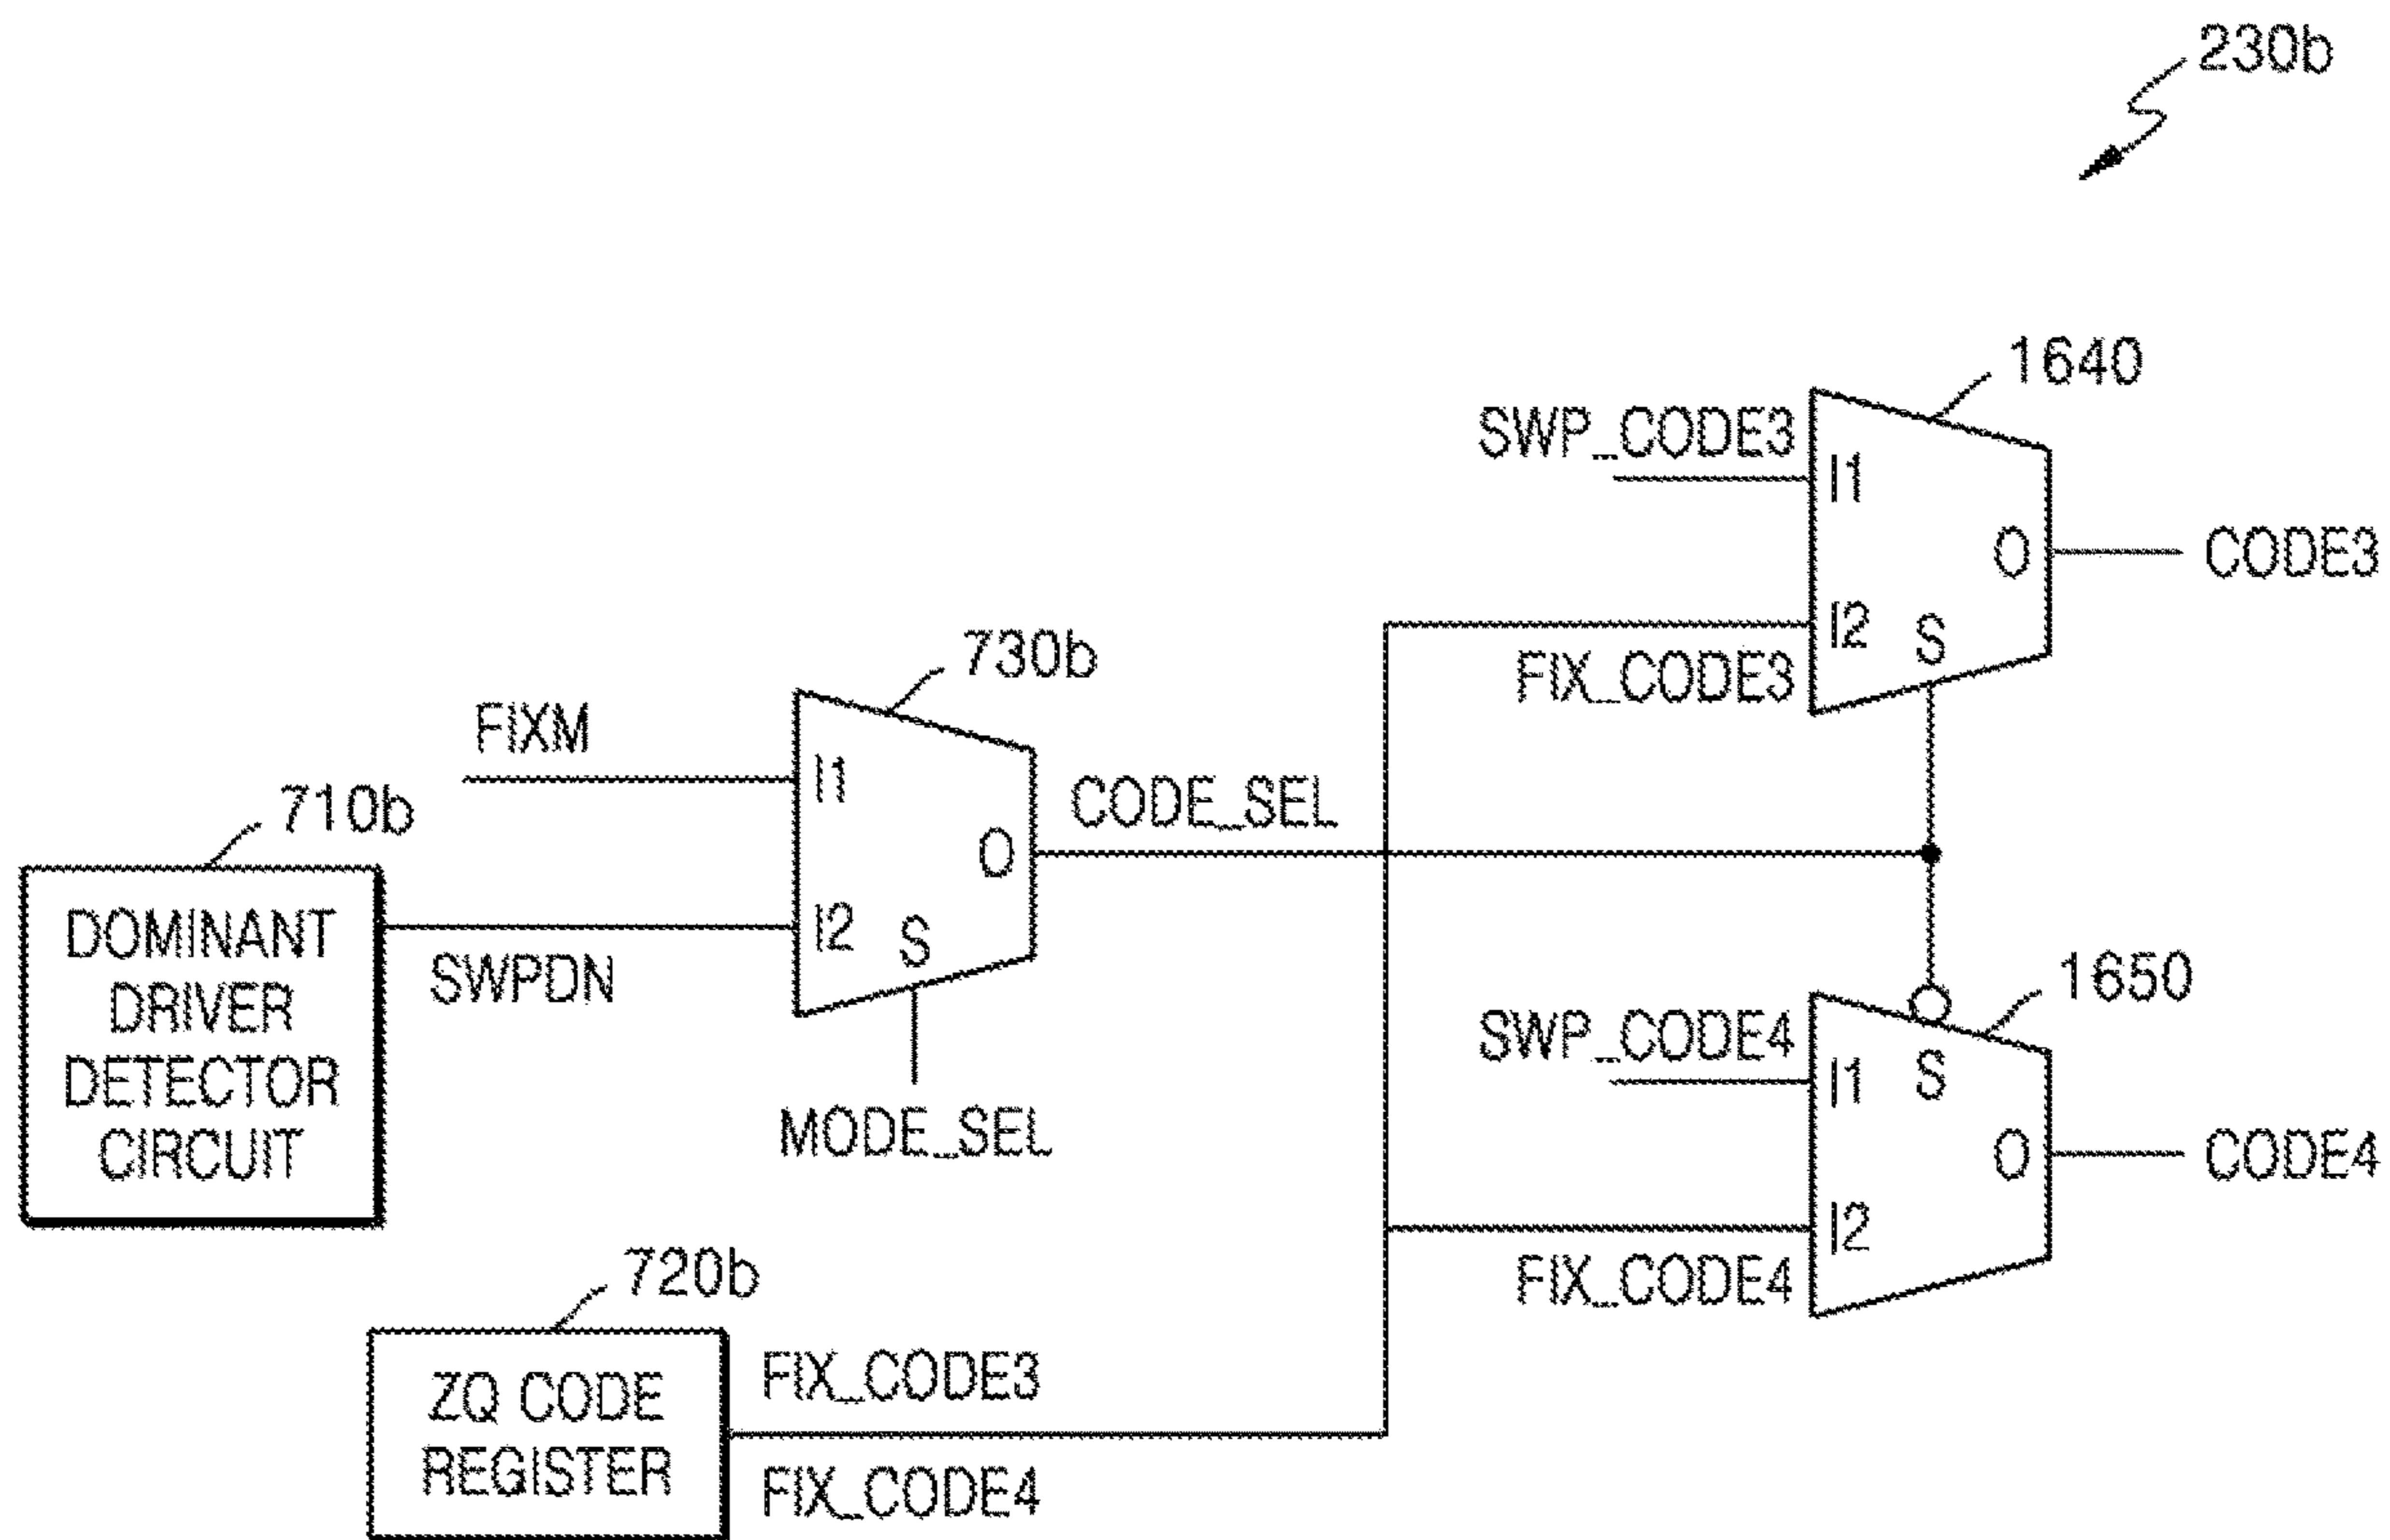 230b
1640
SWP_CODE3
I1
O
CODE3
I2
S
FIX_CODE3
730b
FIXM
I1
CODE_SEL
O
710b
I2
S
SWPDN
MODE_SEL
DOMINANT
DRIVER
DETECTOR
CIRCUIT
1650
SWP_CODE4
I1
S
O
CODE4
I2
FIX_CODE4
720b
ZQ CODE
REGISTER
FIX_CODE3
FIX_CODE4